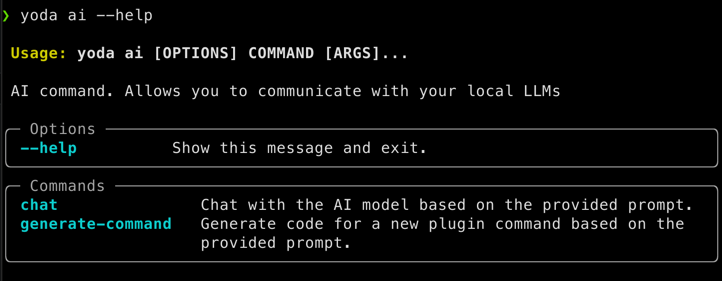 ❯ yoda ai --help
Usage: yoda ai [OPTIONS] COMMAND [ARGS]...
AI command. Allows you to communicate with your local LLMs
Options
--help Show this message and exit.
Commands
chat Chat with the AI model based on the provided prompt.
generate-command Generate code for a new plugin command based on the
provided prompt.